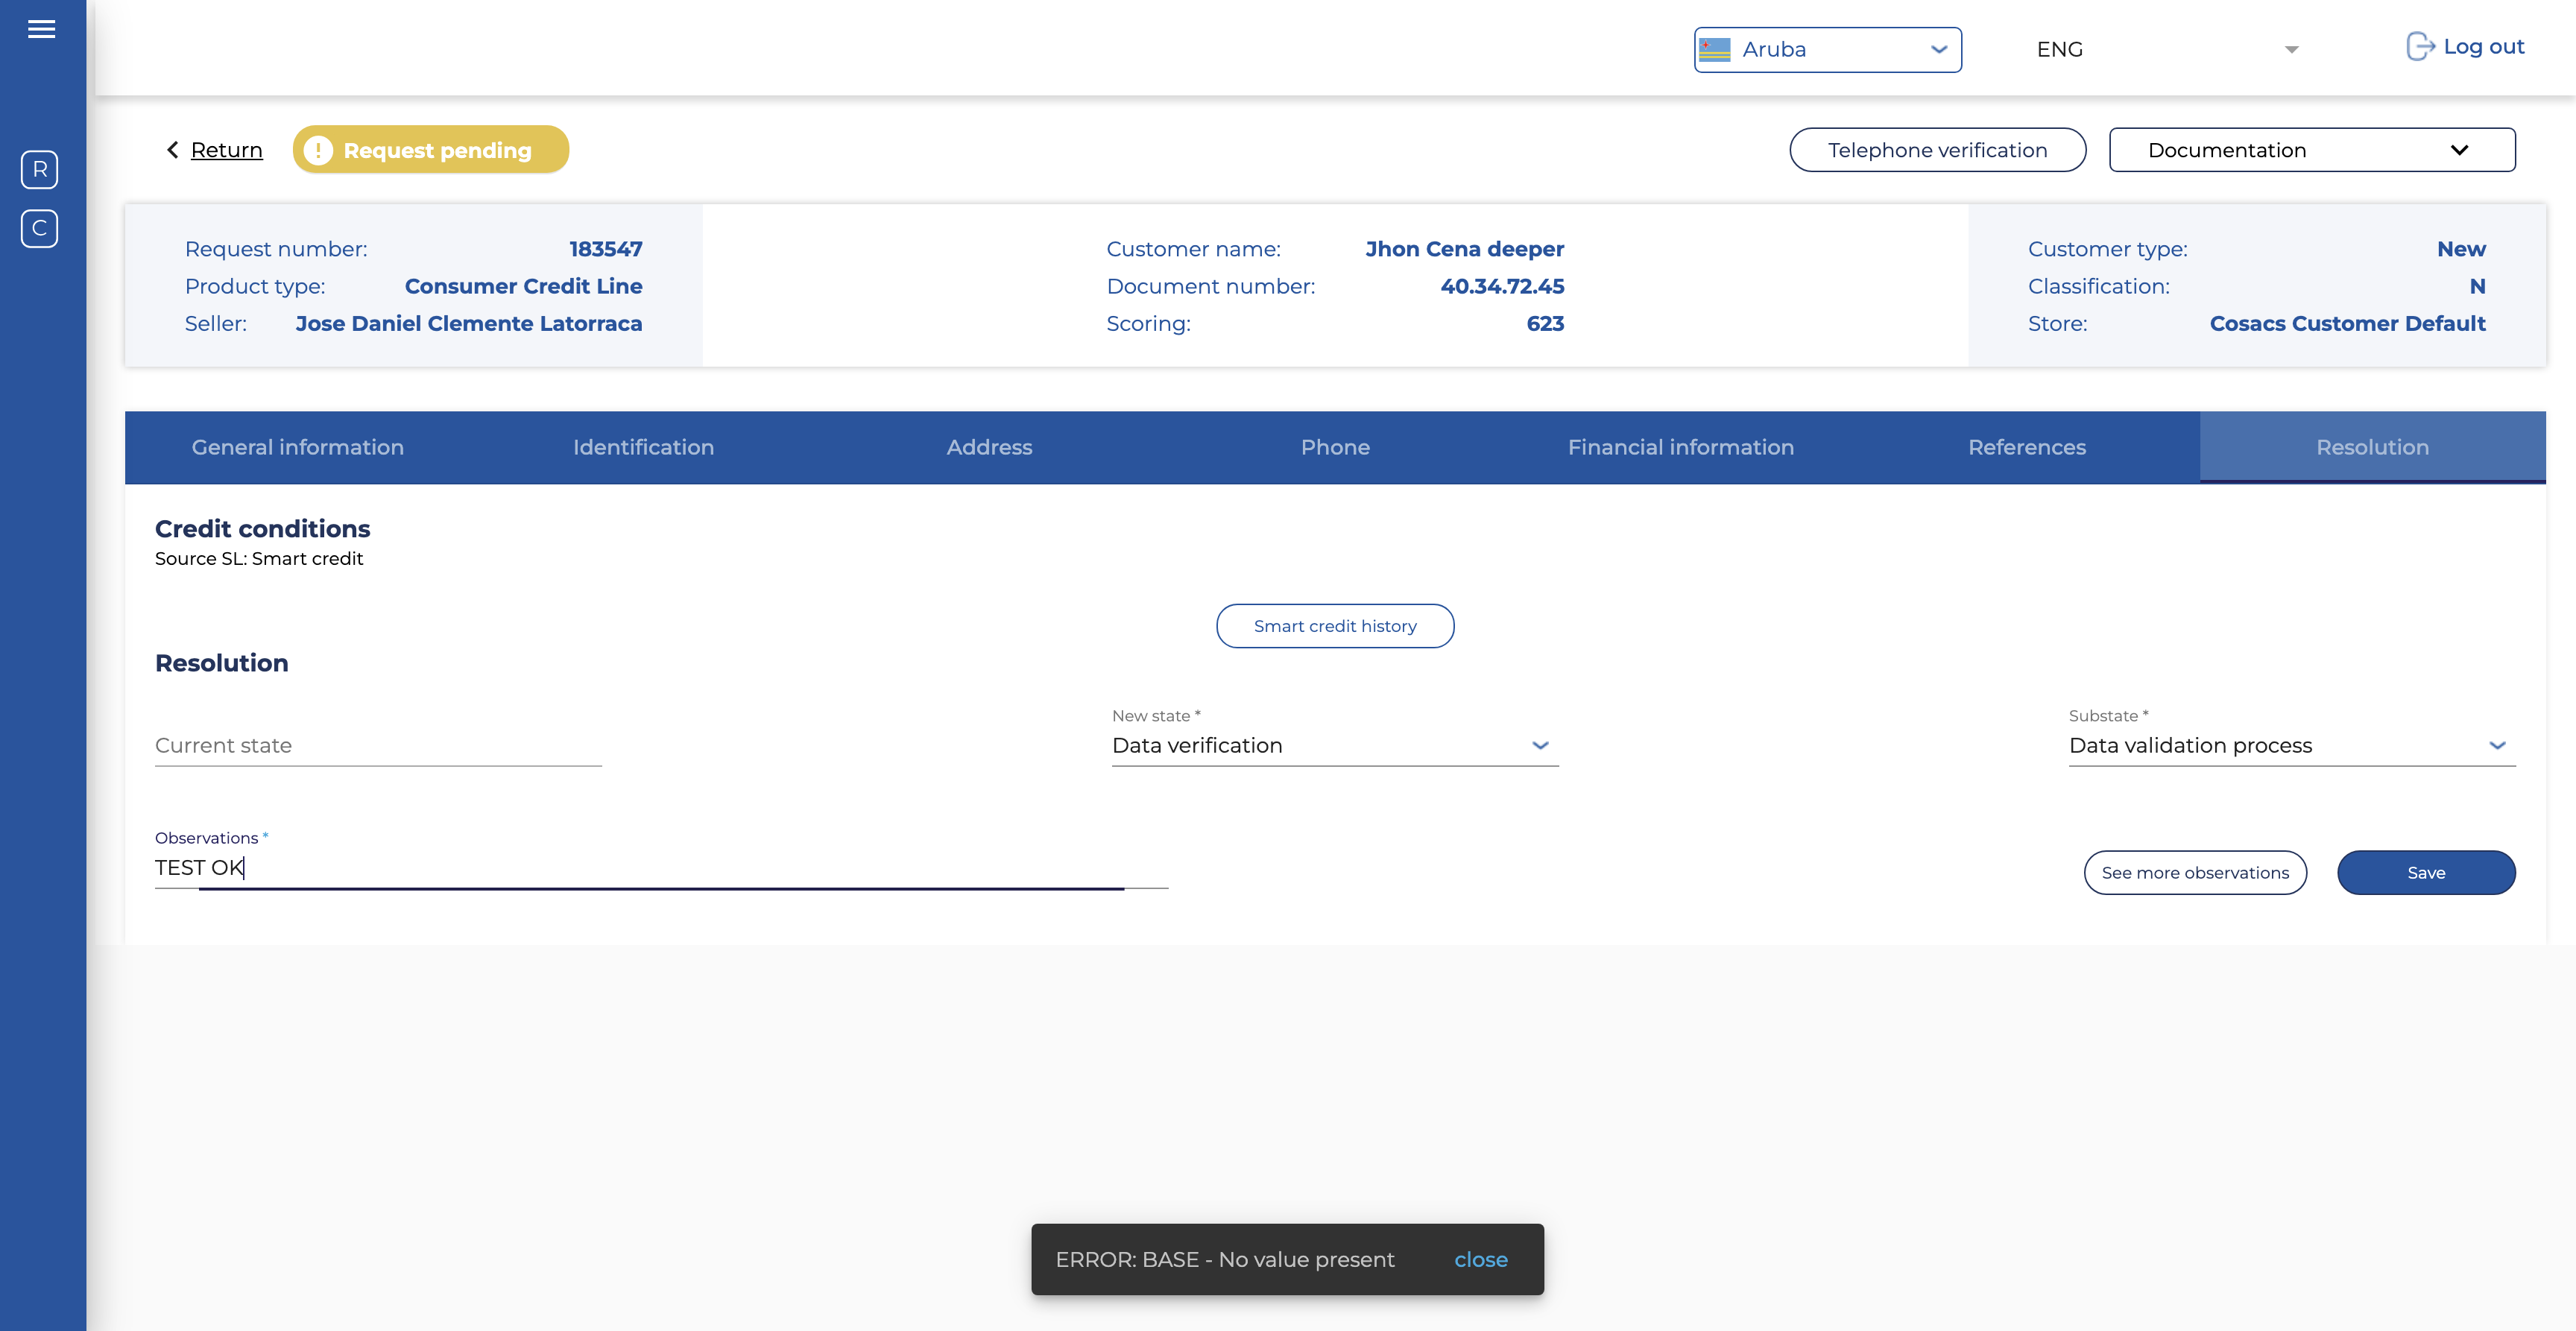 Aruba
ENG
Log out
R
C
Return
! Request pending
Telephone verification
Documentation
Request number: 183547
Product type: Consumer Credit Line
Seller: Jose Daniel Clemente Latorraca
Customer name: Jhon Cena deeper
Document number: 40.34.72.45
Scoring: 623
Customer type: New
Classification: N
Store: Cosacs Customer Default
General information
Identification
Address
Phone
Financial information
References
Resolution
Credit conditions
Source SL: Smart credit
Smart credit history
Resolution
Current state
New state *
Data verification
Substate *
Data validation process
Observations *
TEST OK
See more observations
Save
ERROR: BASE - No value present
close